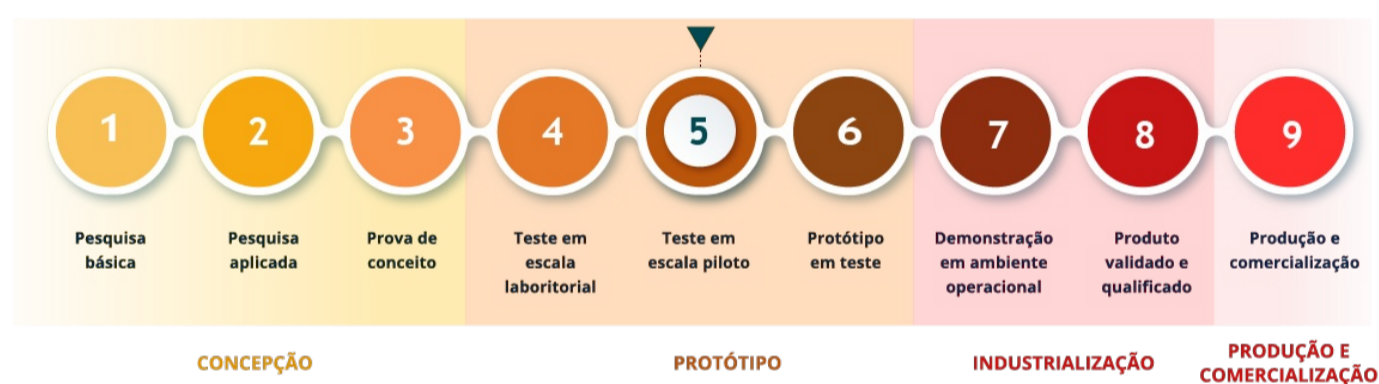 1
2
3
4
5
6
7
8
9
Pesquisa
básica
Pesquisa
aplicada
Prova de
conceito
Teste em
escala
laboritorial
Teste em
escala piloto
Protótipo
em teste
Demonstração
em ambiente
operacional
Produto
validado e
qualificado
Produção e
comercialização
CONCEPÇÃO
PROTÓTIPO
INDUSTRIALIZAÇÃO
PRODUÇÃO E
COMERCIALIZAÇÃO